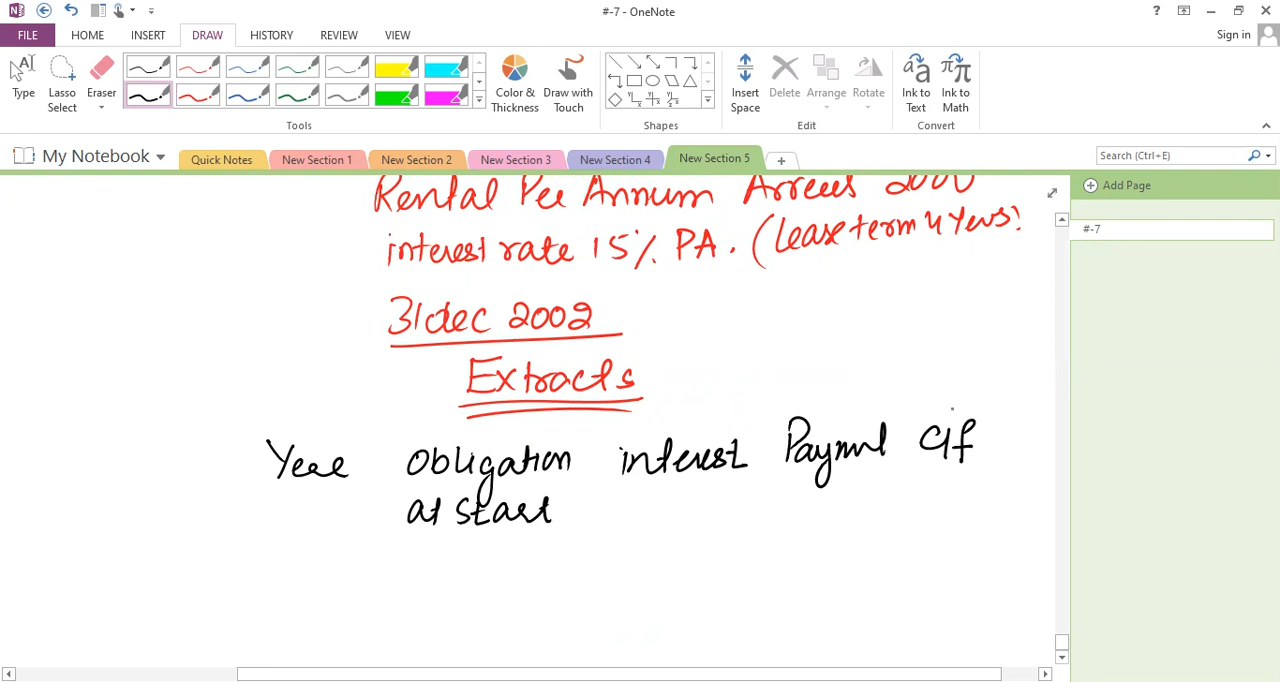 #-7 - OneNote
Sign in
FILE HOME INSERT DRAW HISTORY REVIEW VIEW
Type Lasso Select Eraser Color & Thickness Draw with Touch Insert Space Delete Arrange Rotate Ink to Text Ink to Math
Tools Shapes Edit Convert
My Notebook Quick Notes New Section 1 New Section 2 New Section 3 New Section 4 New Section 5 Search (Ctrl+E)
Add Page
#-7
Rental Per Annum Arrears 2000
interest rate 15% PA. (Lease term 4 Years)
31 dec 2002
Extracts
Year Obligation interest Payment C/f
at Start